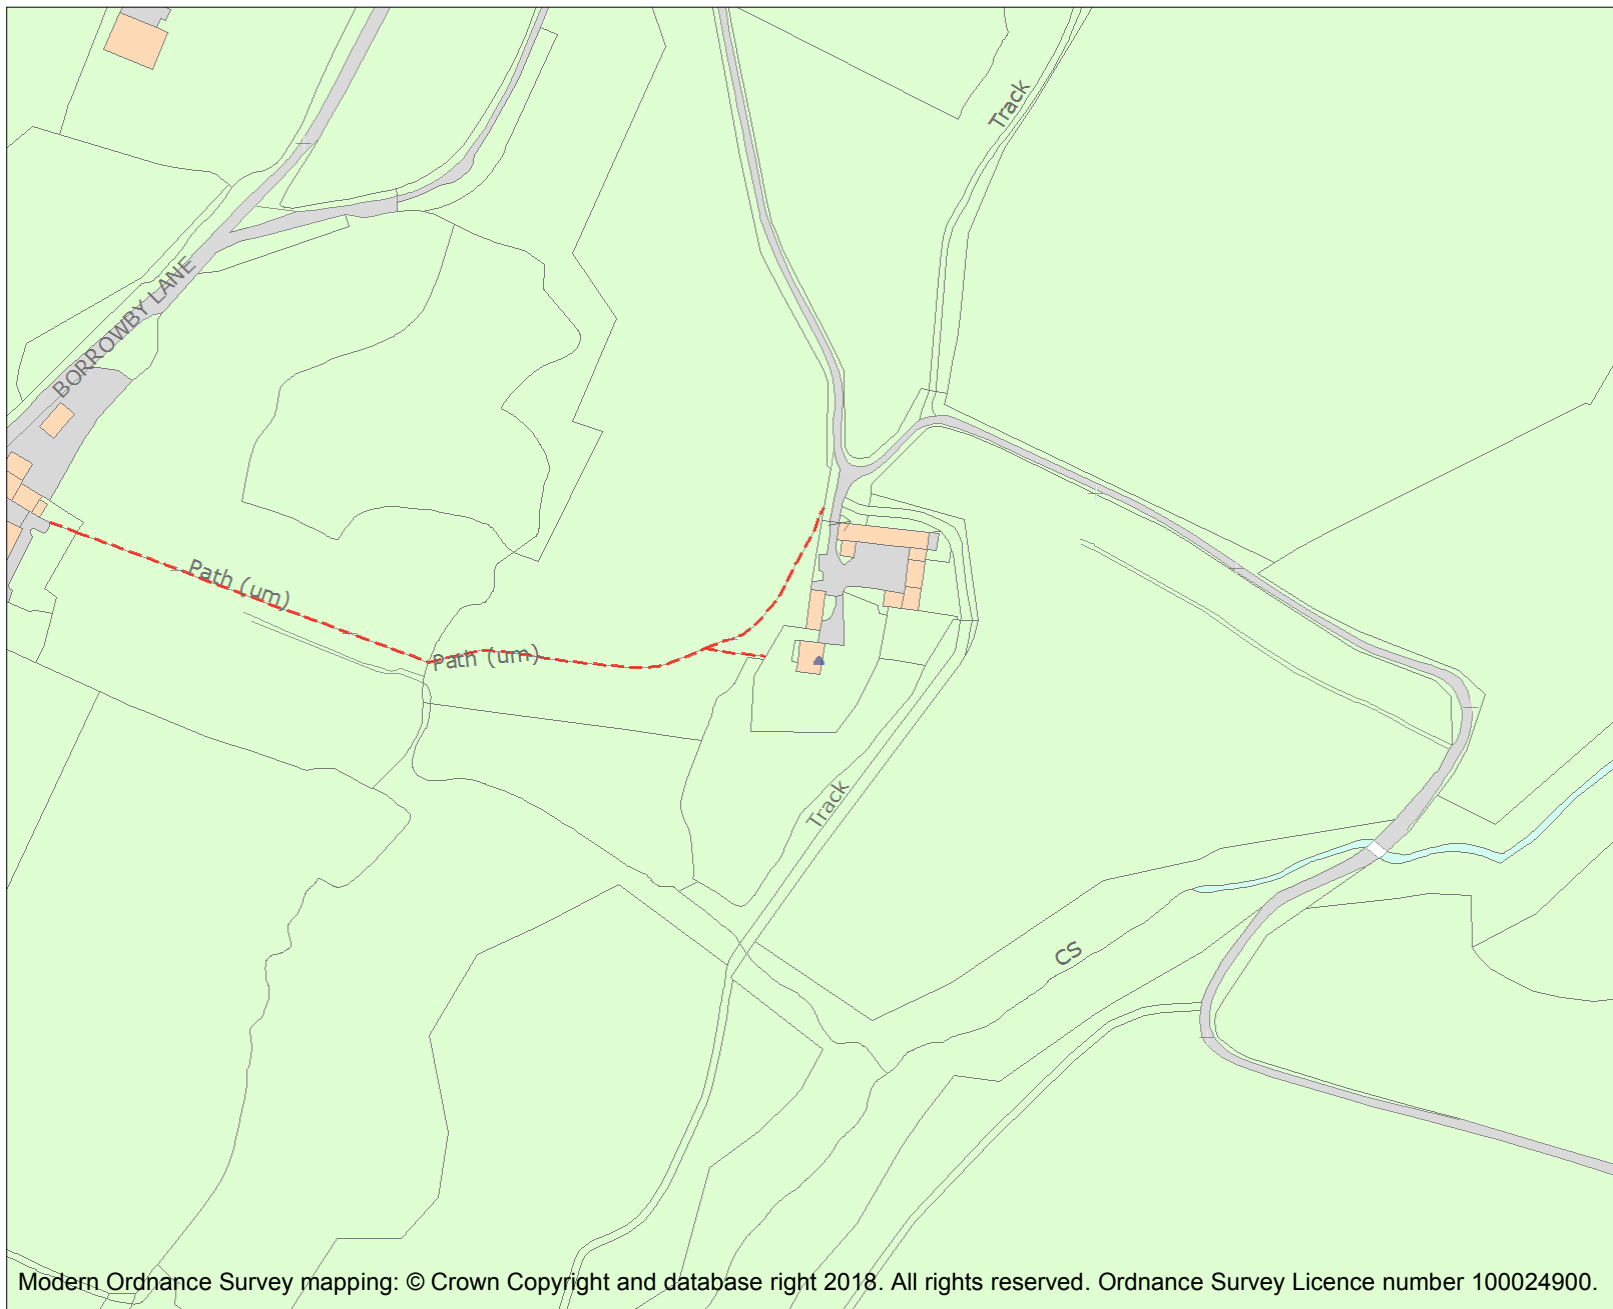 Track
BORROWBY LANE
Path (um)
Path (um)
Track
CS
Modern Ordnance Survey mapping: © Crown Copyright and database right 2018. All rights reserved. Ordnance Survey Licence number 100024900.